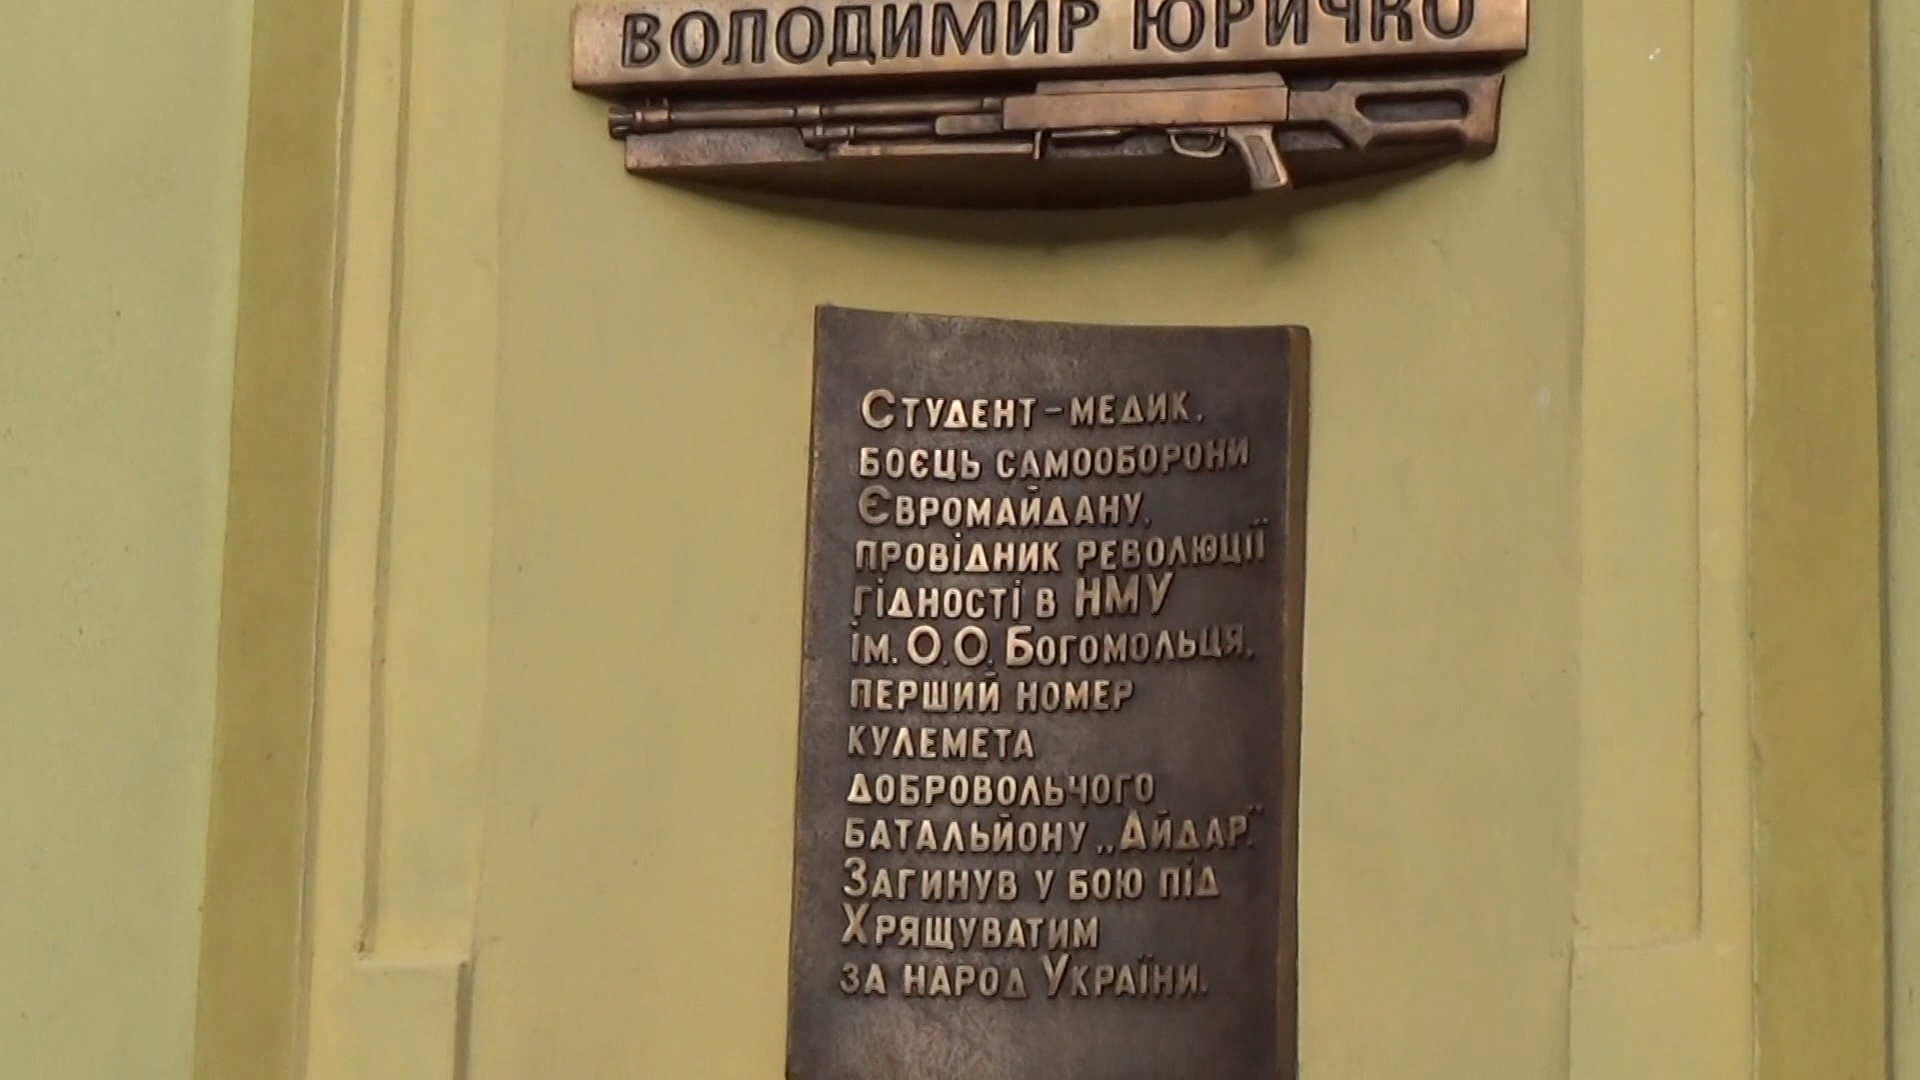 ВОЛОДИМИР ЮРИЧКО
Студент-медик,
боєць самооборони
Євромайдану,
провідник революції
гідності в НМУ
ім. О.О. Богомольця,
перший номер
кулемета
добровольчого
батальйону „Айдар."
Загинув у бою під
Хрящуватим
за народ України.